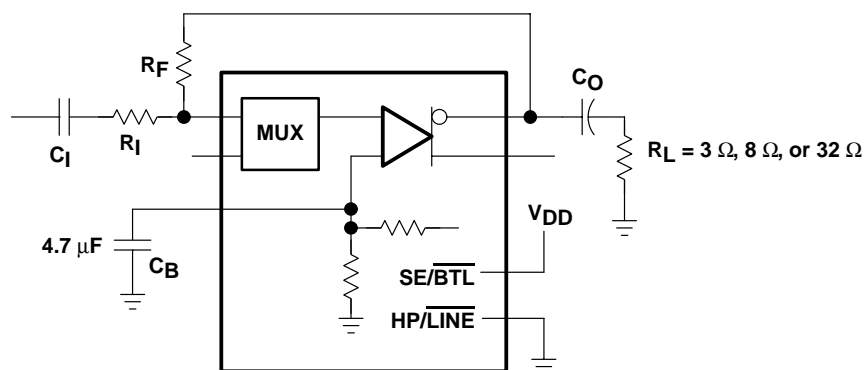 RF
CO
MUX
CI
RI
RL = 3 Ω, 8 Ω, or 32 Ω
VDD
4.7 μF
CB
SE/BTL
HP/LINE